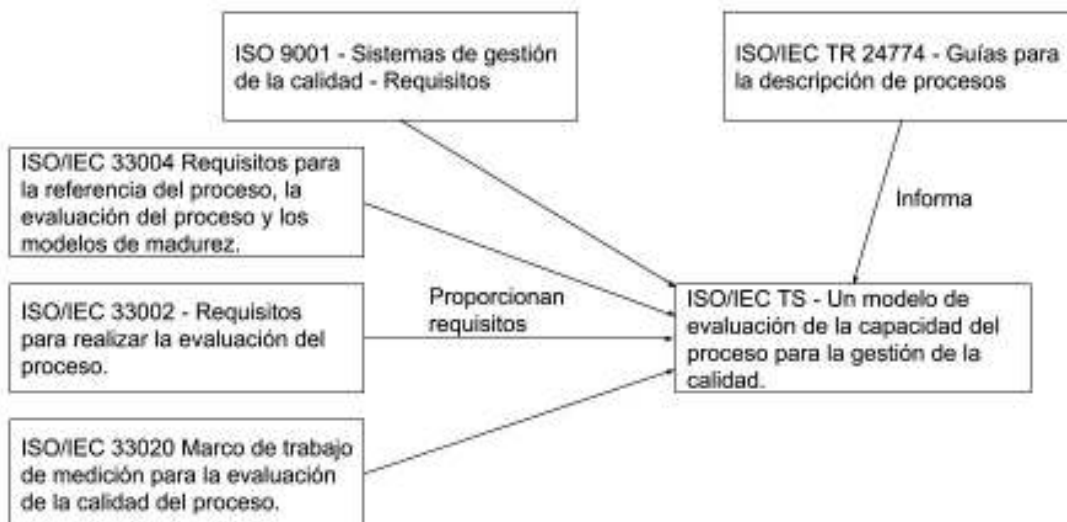 ISO 9001 - Sistemas de gestión
de la calidad - Requisitos
ISO/IEC TR 24774 - Guías para
la descripción de procesos
ISO/IEC 33004 Requisitos para
la referencia del proceso, la
evaluación del proceso y los
modelos de madurez.
Informa
ISO/IEC 33002 - Requisitos
para realizar la evaluación del
proceso.
Proporcionan
requisitos
ISO/IEC TS - Un modelo de
evaluación de la capacidad del
proceso para la gestión de la
calidad.
ISO/IEC 33020 Marco de trabajo
de medición para la evaluación
de la calidad del proceso.